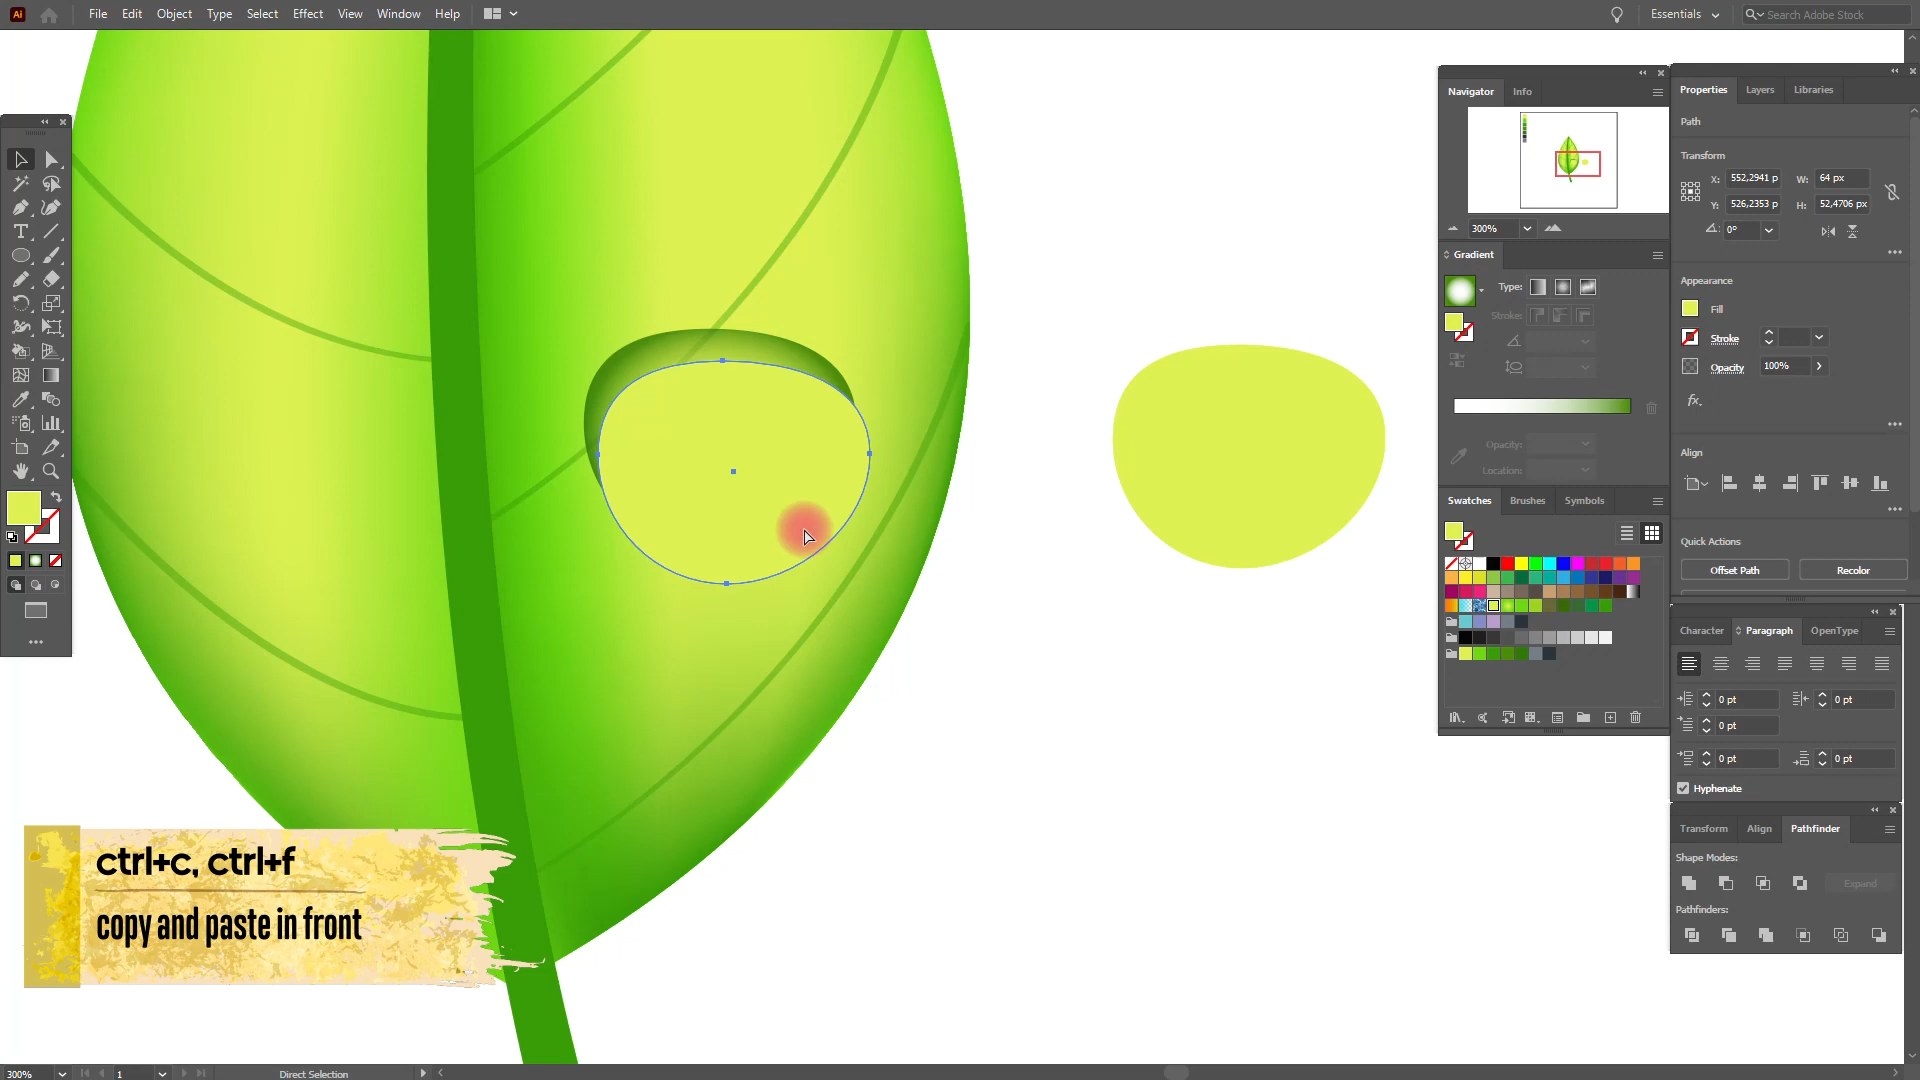 Ai File Edit Object Type Select Effect View Window Help Essentials Search Adobe Stock
Navigator Info
300%
Gradient
Type:
Stroke:
Opacity:
Location:
Swatches Brushes Symbols
Properties Layers Libraries
Path
Transform
X: 552,2941 p W: 64 px
Y: 526,2353 p H: 52,4706 px
0°
Appearance
Fill
Stroke
Opacity 100%
fx.
Align
Quick Actions
Offset Path Recolor
Character Paragraph OpenType
0 pt 0 pt
0 pt
0 pt 0 pt
Hyphenate
Transform Align Pathfinder
Shape Modes:
Expand
Pathfinders:
ctrl+c, ctrl+f
copy and paste in front
300% 1 Direct Selection